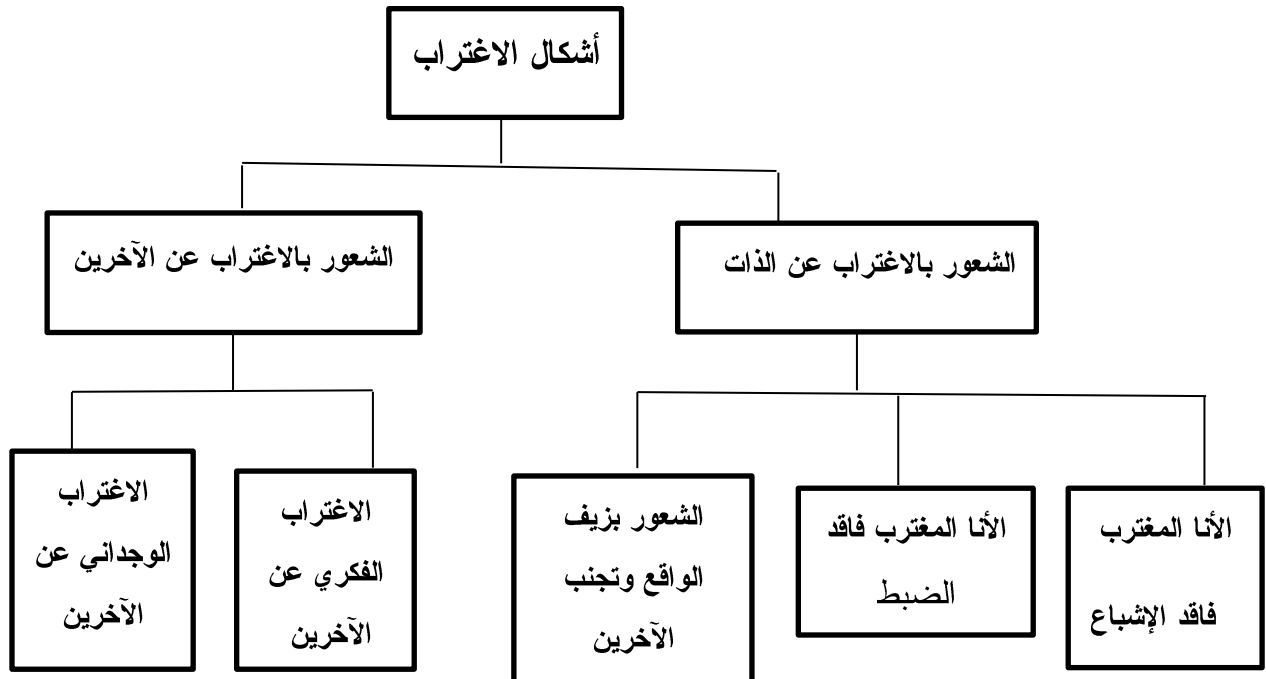 أشكال الاغتراب
الشعور بالاغتراب عن الذات
الشعور بالاغتراب عن الآخرين
الأنا المغترب
فاقد الإشباع
الأنا المغترب فاقد
الضبط
الشعور بزيف
الواقع وتجنب
الآخرين
الاغتراب
الفكري عن
الآخرين
الاغتراب
الوجداني عن
الآخرين